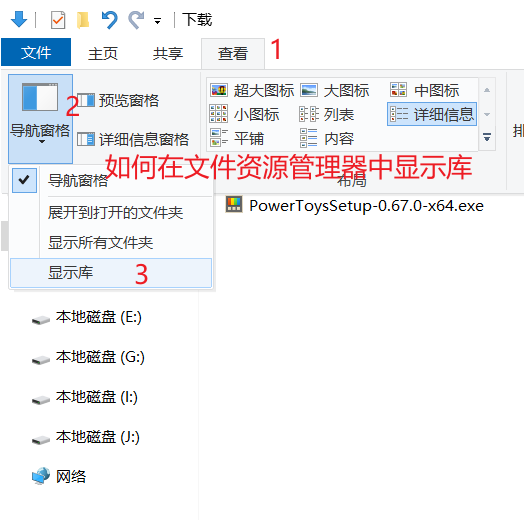 下载
文件 主页 共享 查看 1
超大图标 大图标 中图标
导航窗格 2 预览窗格 小图标 列表 详细信息
详细信息窗格 平铺 内容
排
布局
如何在文件资源管理器中显示库
导航窗格
展开到打开的文件夹
显示所有文件夹
显示库 3
PowerToysSetup-0.67.0-x64.exe
本地磁盘 (E:)
本地磁盘 (G:)
本地磁盘 (I:)
本地磁盘 (J:)
网络